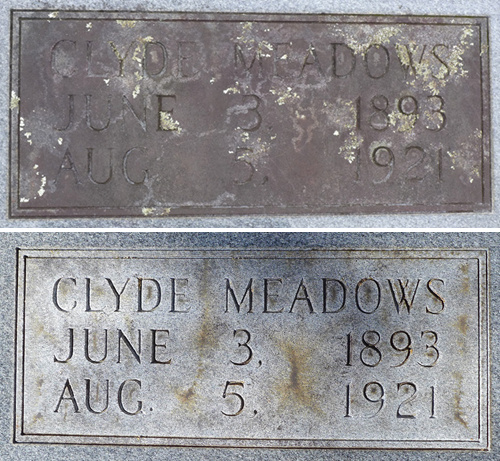 CLYDE MEADOWS
JUNE 3, 1893
AUG. 5, 1921
CLYDE MEADOWS
JUNE 3, 1893
AUG. 5, 1921